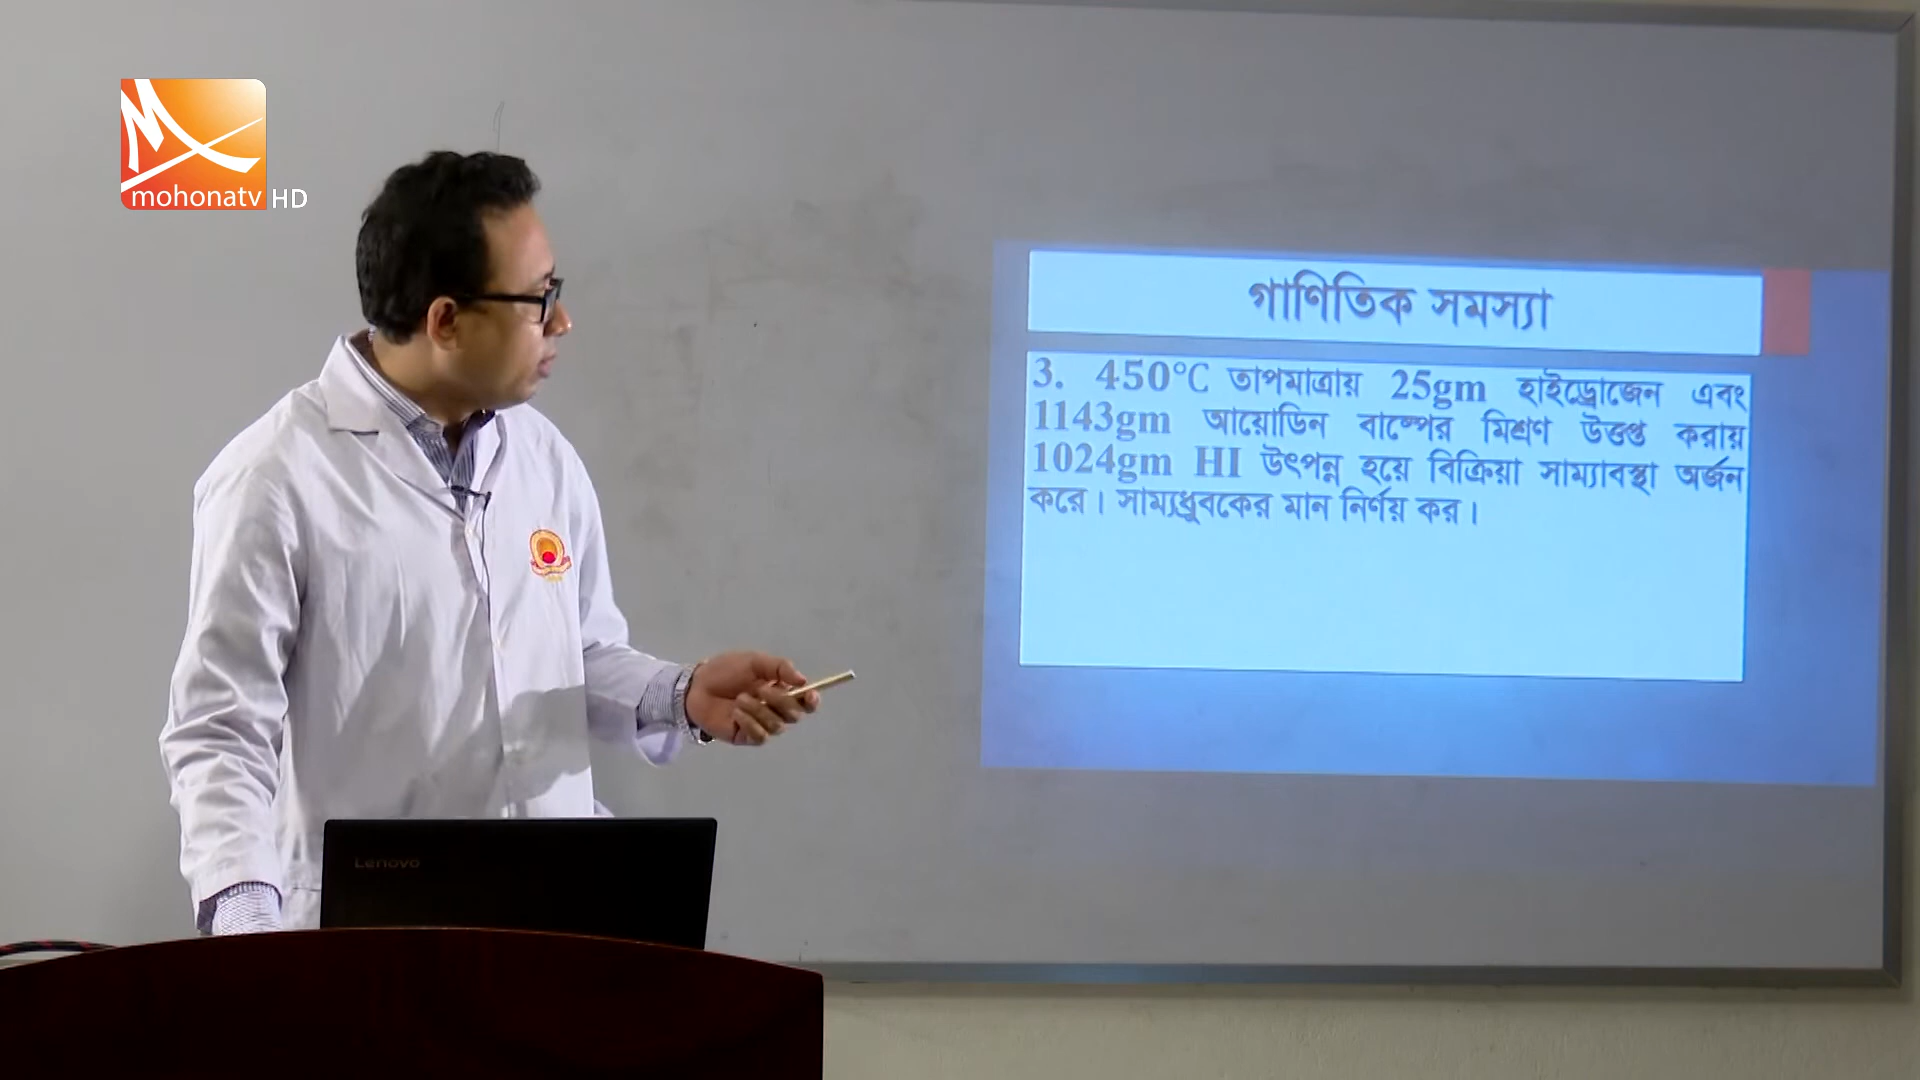 mohonatv HD
গাণিতিক সমস্যা
3. 450°C তাপমাত্রায় 25gm হাইড্রোজেন এবং
1143gm আয়োডিন বাষ্পের মিশ্রণ উত্তপ্ত করায়
1024gm HI উৎপন্ন হয়ে বিক্রিয়া সাম্যাবস্থা অর্জন
করে। সাম্যধ্রুবকের মান নির্ণয় কর।
Lenovo